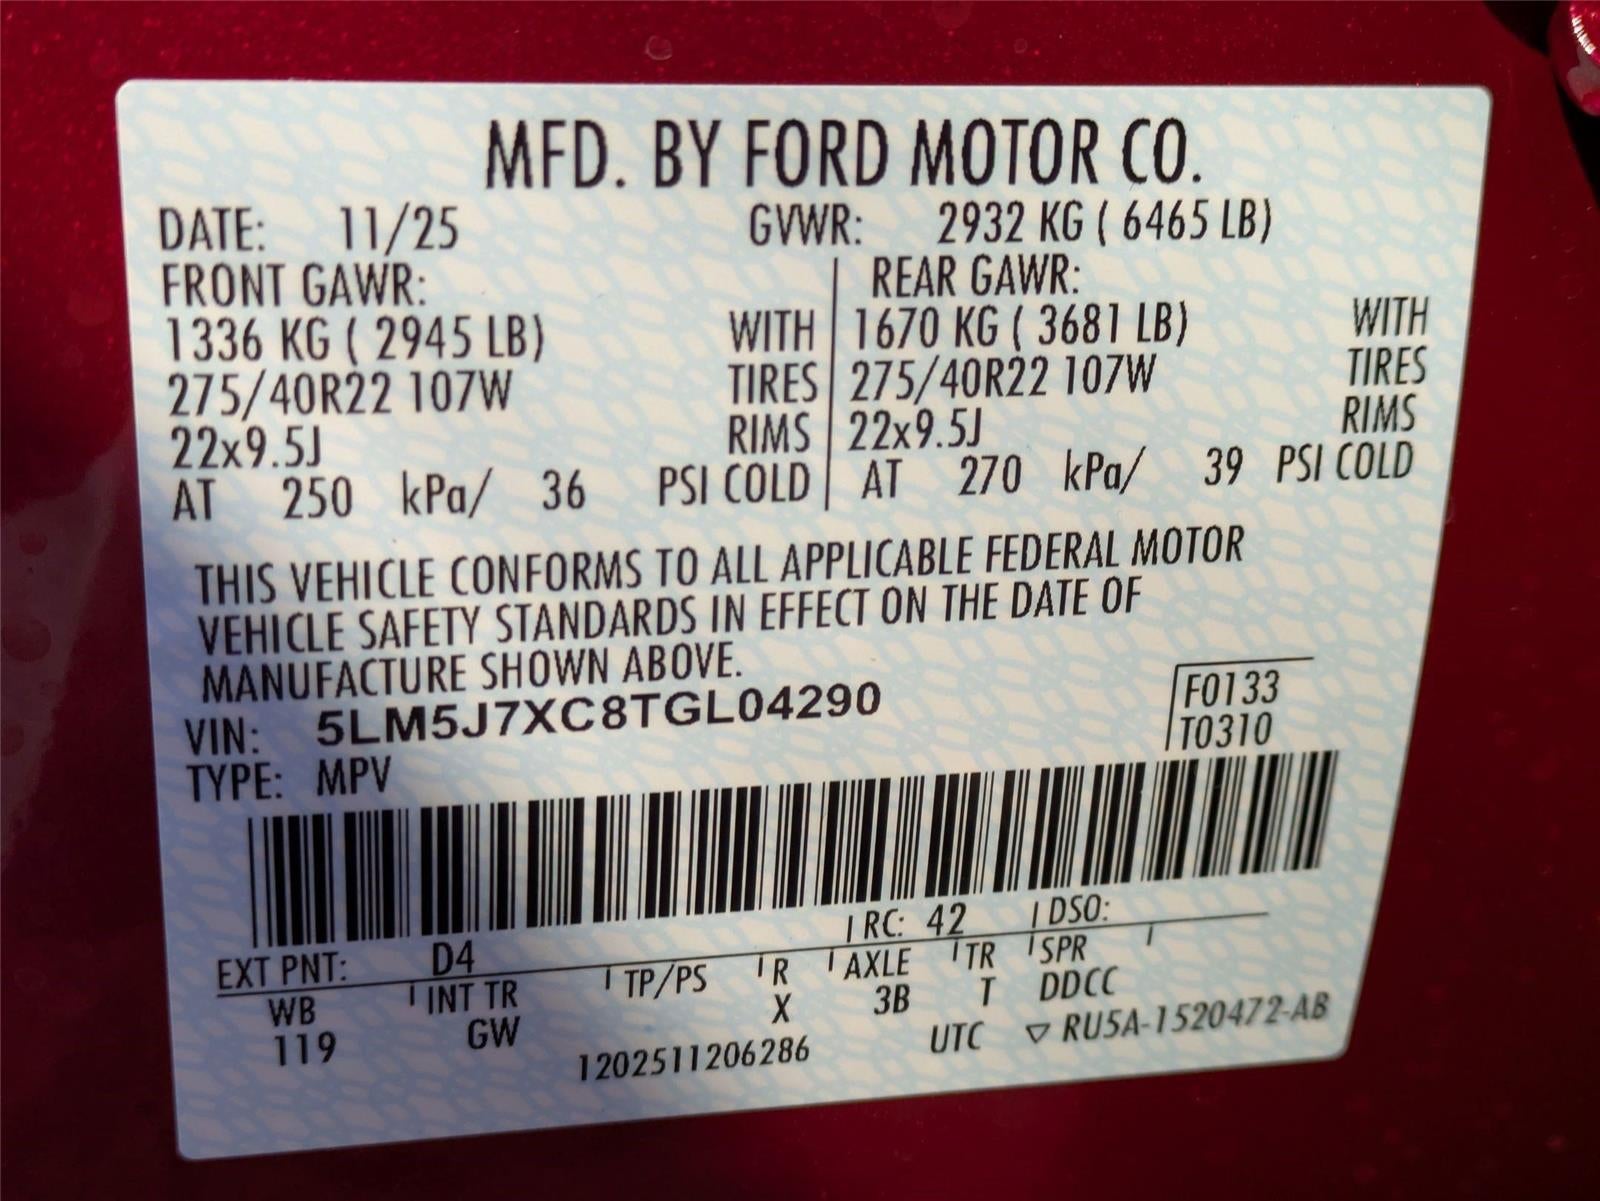 MFD. BY FORD MOTOR CO.
DATE: 11/25 GVWR: 2932 KG ( 6465 LB)
FRONT GAWR: REAR GAWR:
1336 KG ( 2945 LB) WITH 1670 KG ( 3681 LB) WITH
275/40R22 107W TIRES 275/40R22 107W TIRES
22x9.5J RIMS 22x9.5J RIMS
AT 250 kPa/ 36 PSI COLD AT 270 kPa/ 39 PSI COLD
THIS VEHICLE CONFORMS TO ALL APPLICABLE FEDERAL MOTOR
VEHICLE SAFETY STANDARDS IN EFFECT ON THE DATE OF
MANUFACTURE SHOWN ABOVE.
VIN: 5LM5J7XC8TGL04290 F0133
TYPE: MPV T0310
EXT PNT: D4 RC: 42 DSO:
WB INT TR TP/PS R AXLE TR SPR
119 GW X 3B T DDCC
1202511206286 UTC ▽ RU5A-1520472-AB